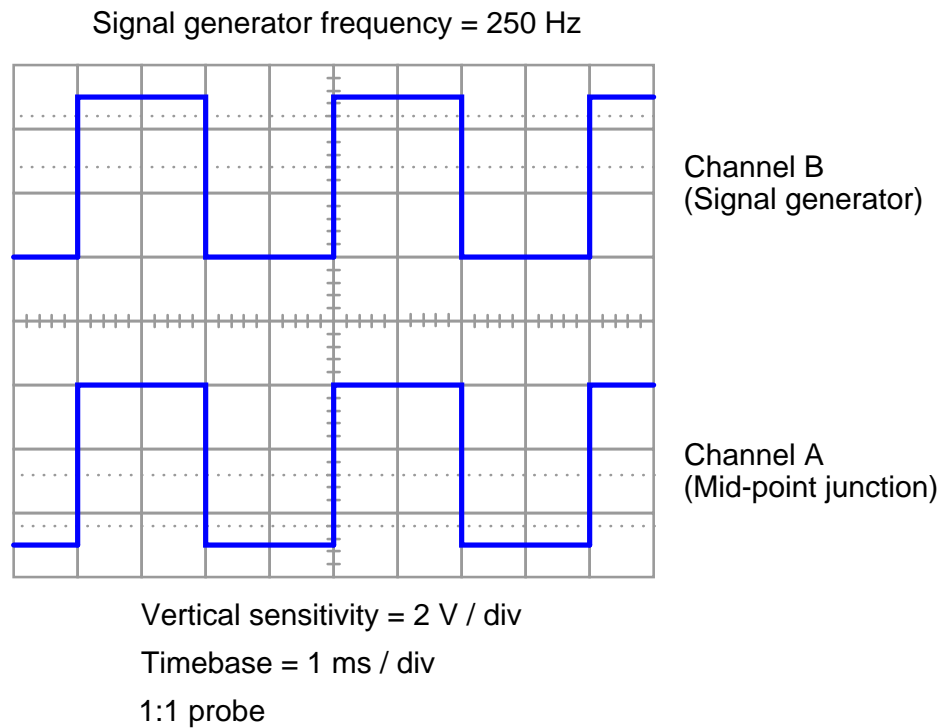 Signal generator frequency = 250 Hz
Channel B
(Signal generator)
Channel A
(Mid-point junction)
Vertical sensitivity = 2 V / div
Timebase = 1 ms / div
1:1 probe